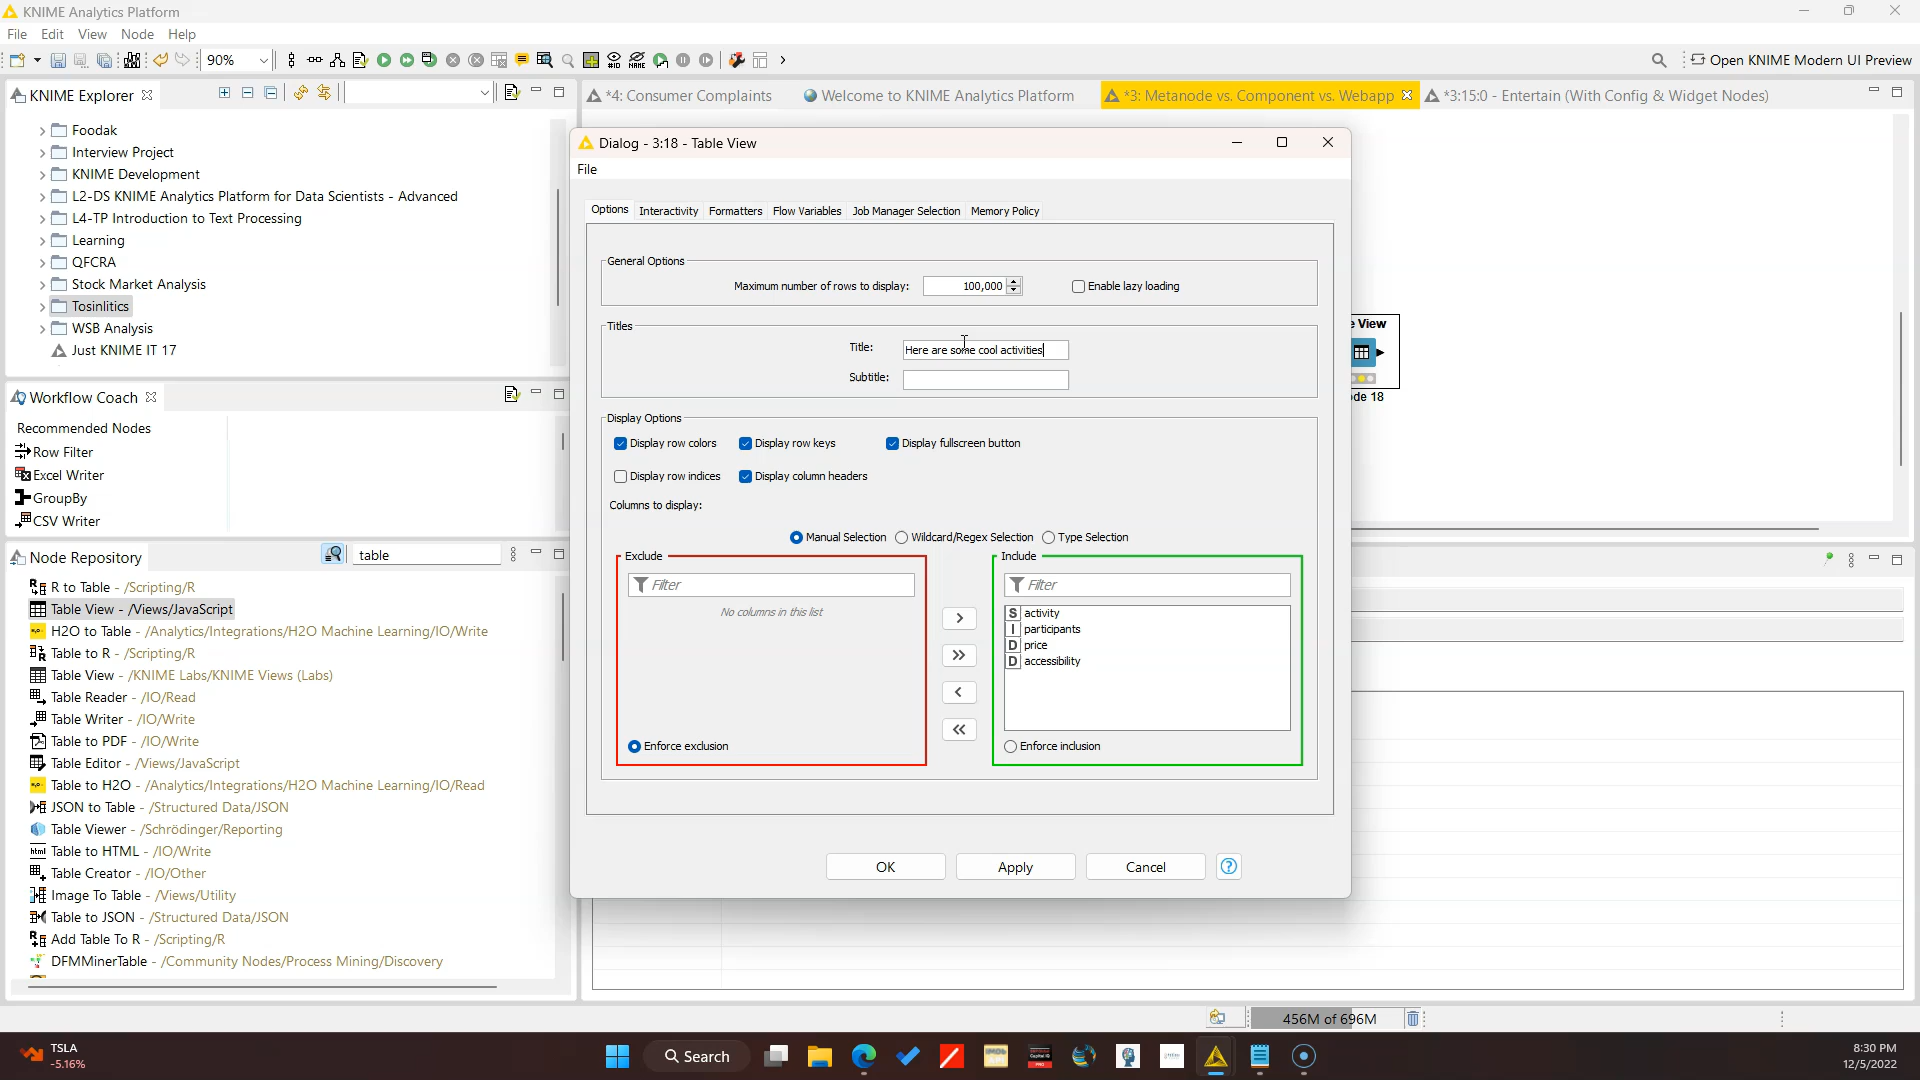 KNIME Analytics Platform
File Edit View Node Help
90%
Open KNIME Modern UI Preview
KNIME Explorer
*4: Consumer Complaints
Welcome to KNIME Analytics Platform
*3: Metanode vs. Component vs. Webapp
*3:15:0 - Entertain (With Config & Widget Nodes)
Foodak
Interview Project
KNIME Development
L2-DS KNIME Analytics Platform for Data Scientists - Advanced
L4-TP Introduction to Text Processing
Learning
QFCRA
Stock Market Analysis
Tosinlitics
WSB Analysis
Just KNIME IT 17
Workflow Coach
Recommended Nodes
Row Filter
Excel Writer
GroupBy
CSV Writer
Node Repository
table
R to Table - /Scripting/R
Table View - /Views/JavaScript
H2O to Table - /Analytics/Integrations/H2O Machine Learning/IO/Write
Table to R - /Scripting/R
Table View - /KNIME Labs/KNIME Views (Labs)
Table Reader - /IO/Read
Table Writer - /IO/Write
Table to PDF - /IO/Write
Table Editor - /Views/JavaScript
Table to H2O - /Analytics/Integrations/H2O Machine Learning/IO/Read
JSON to Table - /Structured Data/JSON
Table Viewer - /Schrödinger/Reporting
Table to HTML - /IO/Write
Table Creator - /IO/Other
Image To Table - /Views/Utility
Table to JSON - /Structured Data/JSON
Add Table To R - /Scripting/R
DFMMinerTable - /Community Nodes/Process Mining/Discovery
Dialog - 3:18 - Table View
File
Options Interactivity Formatters Flow Variables Job Manager Selection Memory Policy
General Options
Maximum number of rows to display: 100,000 Enable lazy loading
Titles
Title: Here are some cool activities
Subtitle:
Display Options
Display row colors Display row keys Display fullscreen button
Display row indices Display column headers
Columns to display:
Manual Selection Wildcard/Regex Selection Type Selection
Exclude
Filter
No columns in this list
Enforce exclusion
Include
Filter
S activity
I participants
D price
D accessibility
Enforce inclusion
OK Apply Cancel ?
e View
de 18
456M of 696M
TSLA
-5.16%
Search
8:30 PM
12/5/2022